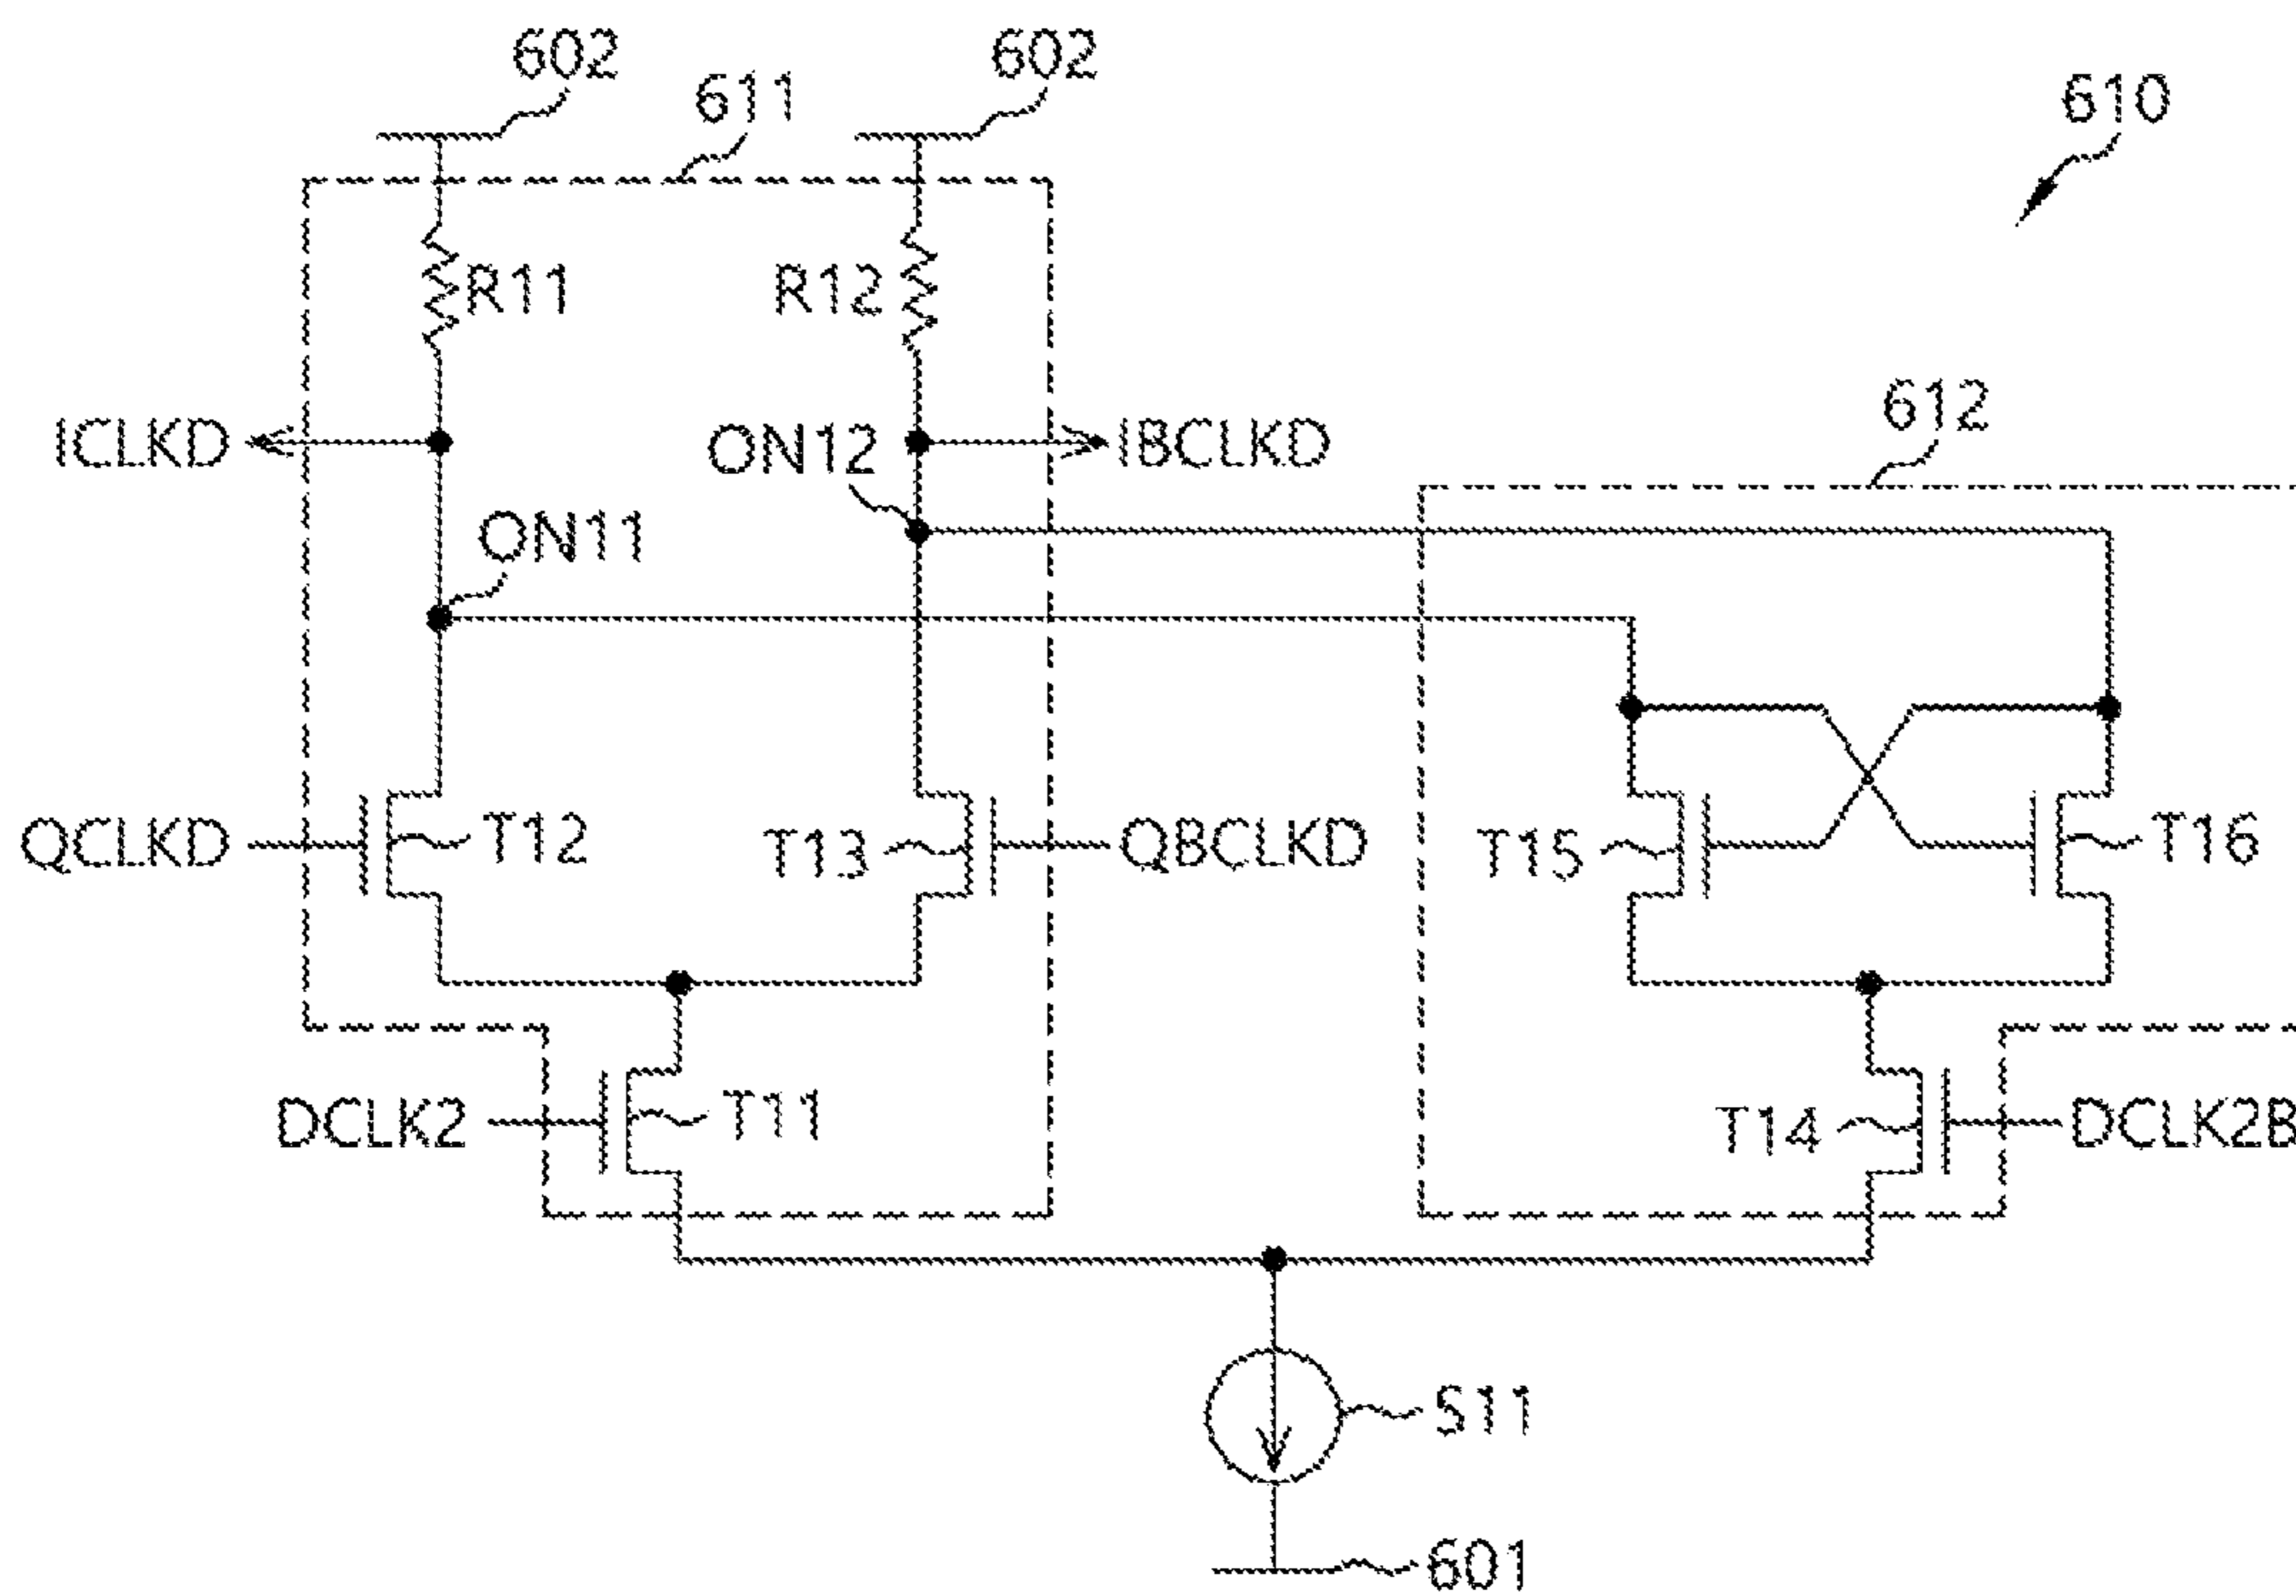 602
602
611
610
R11
R12
612
ICLKD
ON12
IBCLKD
ON11
QCLKD
T12
T13
QBCLKD
T15
T16
DCLK2
T11
T14
DCLK2B
S11
601